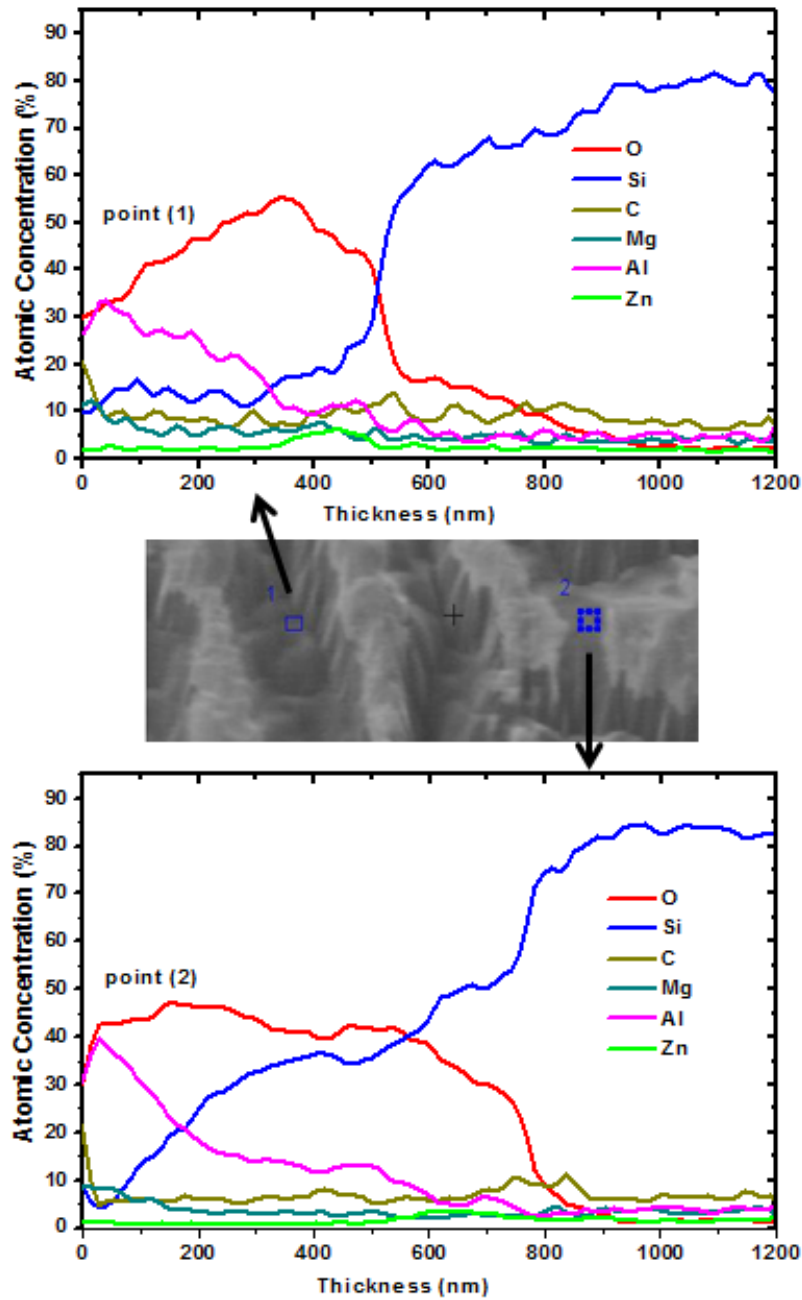 Atomic Concentration (%)
90
80
70
60
50
40
30
20
10
0
point (1)
O
Si
C
Mg
Al
Zn
0 200 400 600 800 1000 1200
Thickness (nm)
1
2
Atomic Concentration (%)
90
80
70
60
50
40
30
20
10
0
point (2)
O
Si
C
Mg
Al
Zn
0 200 400 600 800 1000 1200
Thickness (nm)